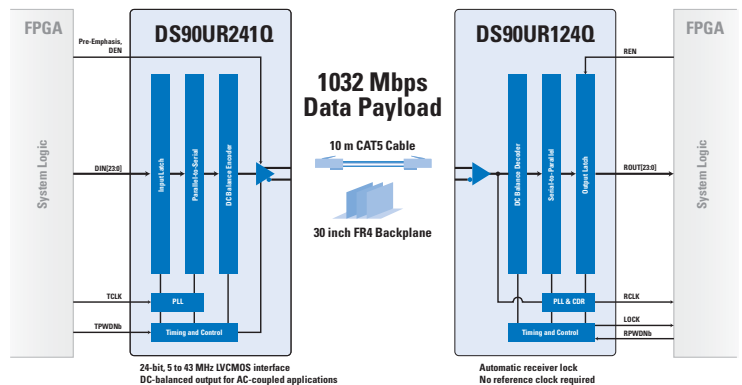 FPGA
DS90UR241Q
DS90UR124Q
FPGA
Pre-Emphasis,
DEN
REN
1032 Mbps
Data Payload
10 m CAT5 Cable
30 inch FR4 Backplane
System Logic
DIN[23:0]
Input Latch
Parallel-to-Serial
DC Balance Encoder
DC Balance Decoder
Serial-to-Parallel
Output Latch
ROUT[23:0]
System Logic
TCLK
PLL
PLL & CDR
RCLK
LOCK
TPWDNb
Timing and Control
Timing and Control
RPWDNb
24-bit, 5 to 43 MHz LVCMOS interface
DC-balanced output for AC-coupled applications
Automatic receiver lock
No reference clock required